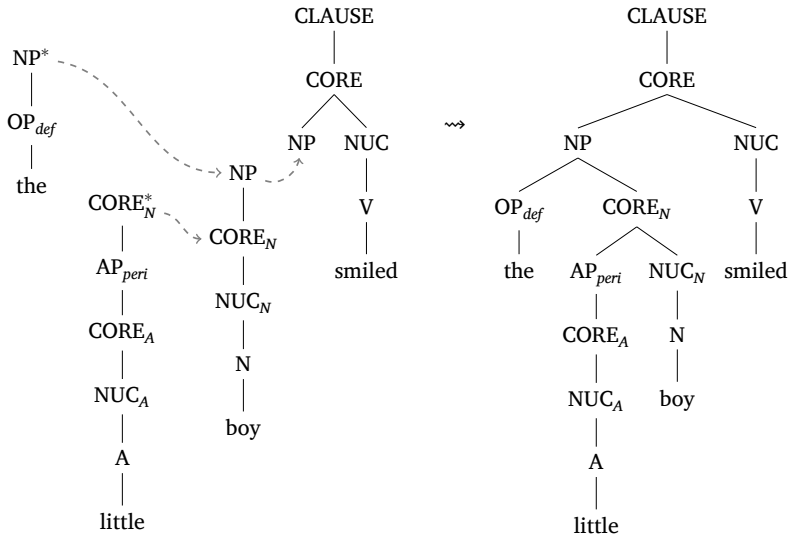 CLAUSE CLAUSE
NP* CORE CORE
OP_def NP NUC ⇝ NP NUC
the NP V OP_def CORE_N V
CORE*_N CORE_N smiled the AP_peri NUC_N smiled
AP_peri NUC_N CORE_A N
CORE_A N NUC_A boy
NUC_A boy A
A little
little